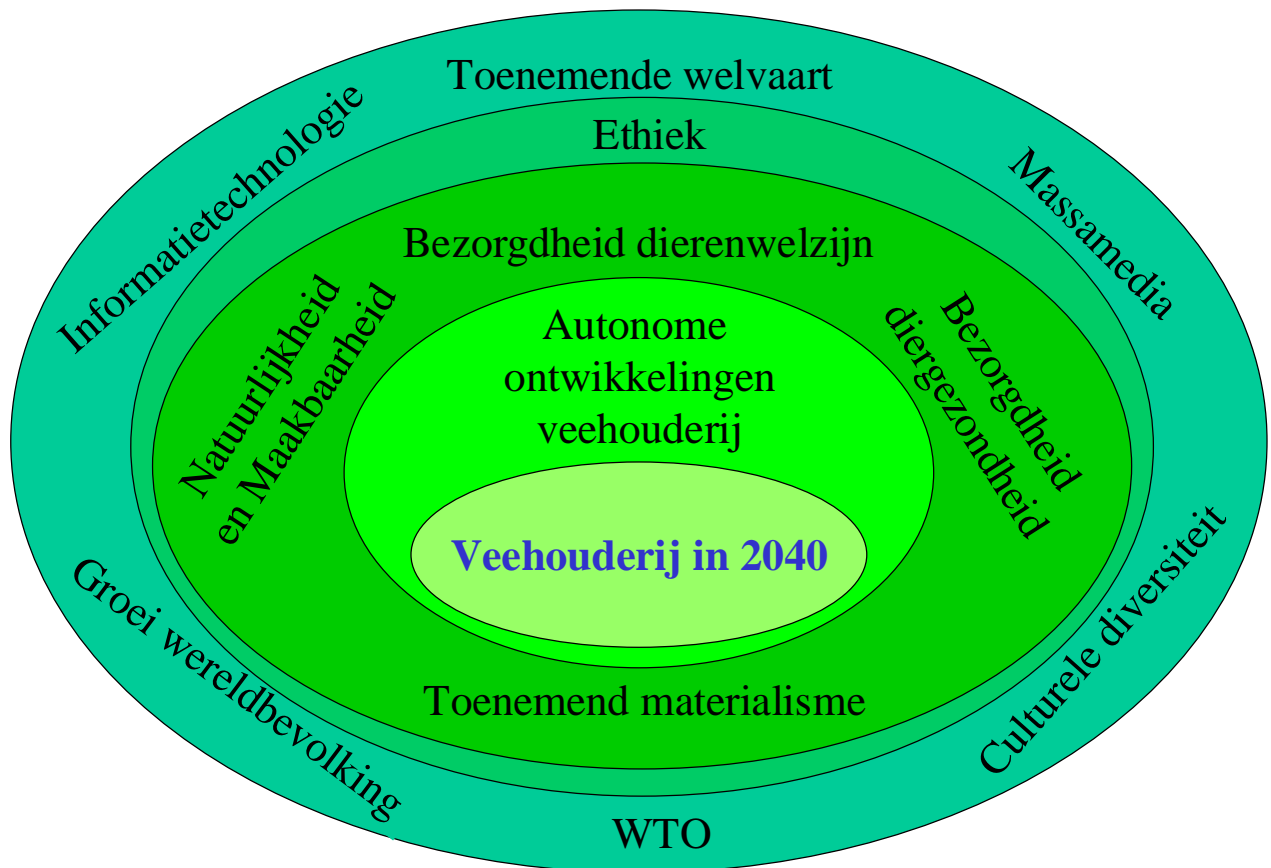 Toenemende welvaart
Informatietechnologie
Massamedia
Ethiek
Bezorgdheid dierenwelzijn
Natuurlijkheid
en Maakbaarheid
Bezorgdheid
diergezondheid
Autonome
ontwikkelingen
veehouderij
Veehouderij in 2040
Toenemend materialisme
Groei wereldbevolking
Culturele diversiteit
WTO